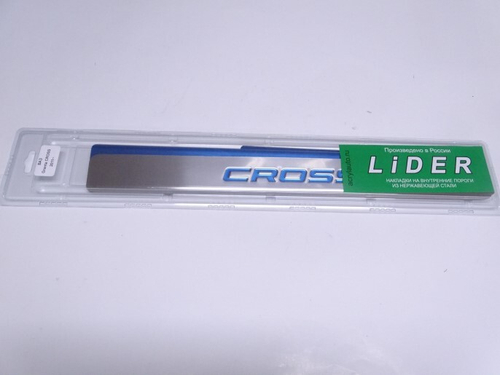 CROSS
Произведено в России
LiDER
НАКЛАДКИ НА ВНУТРЕННИЕ ПОРОГИ
ИЗ НЕРЖАВЕЮЩЕЙ СТАЛИ